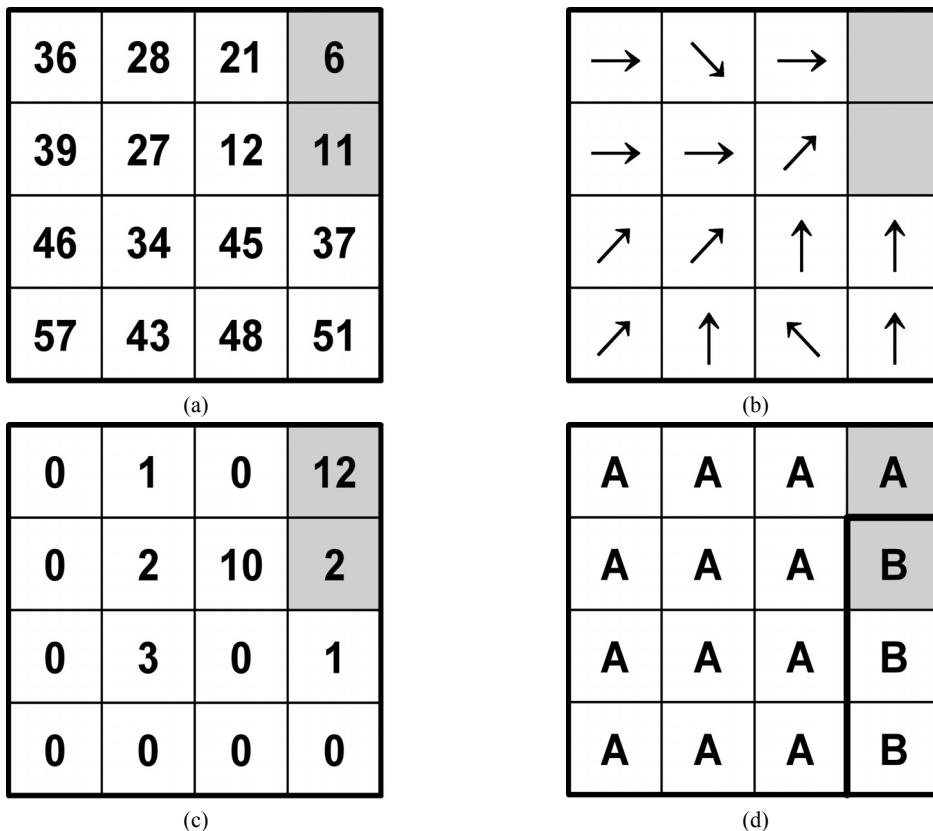 36 28 21 6
39 27 12 11
46 34 45 37
57 43 48 51
(a)
→ ↘ →
→ → ↗
↗ ↗ ↑ ↑
↗ ↑ ↖ ↑
(b)
0 1 0 12
0 2 10 2
0 3 0 1
0 0 0 0
(c)
A A A A
A A A B
A A A B
A A A B
(d)